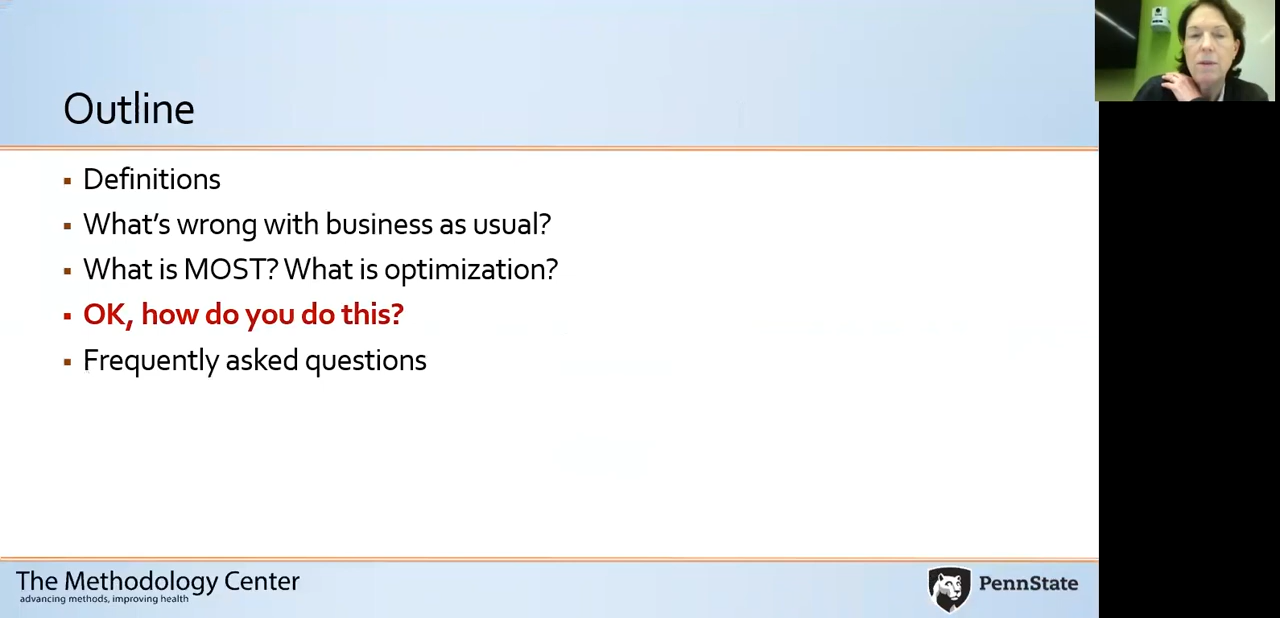 Outline
▪ Definitions
▪ What's wrong with business as usual?
▪ What is MOST? What is optimization?
▪ OK, how do you do this?
▪ Frequently asked questions
The Methodology Center
advancing methods, improving health
PennState